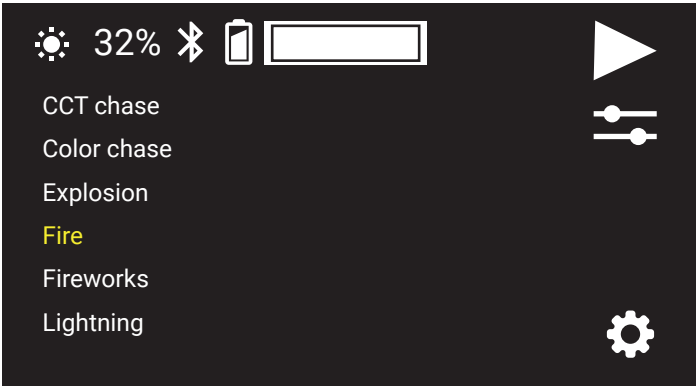 32%
CCT chase
Color chase
Explosion
Fire
Fireworks
Lightning